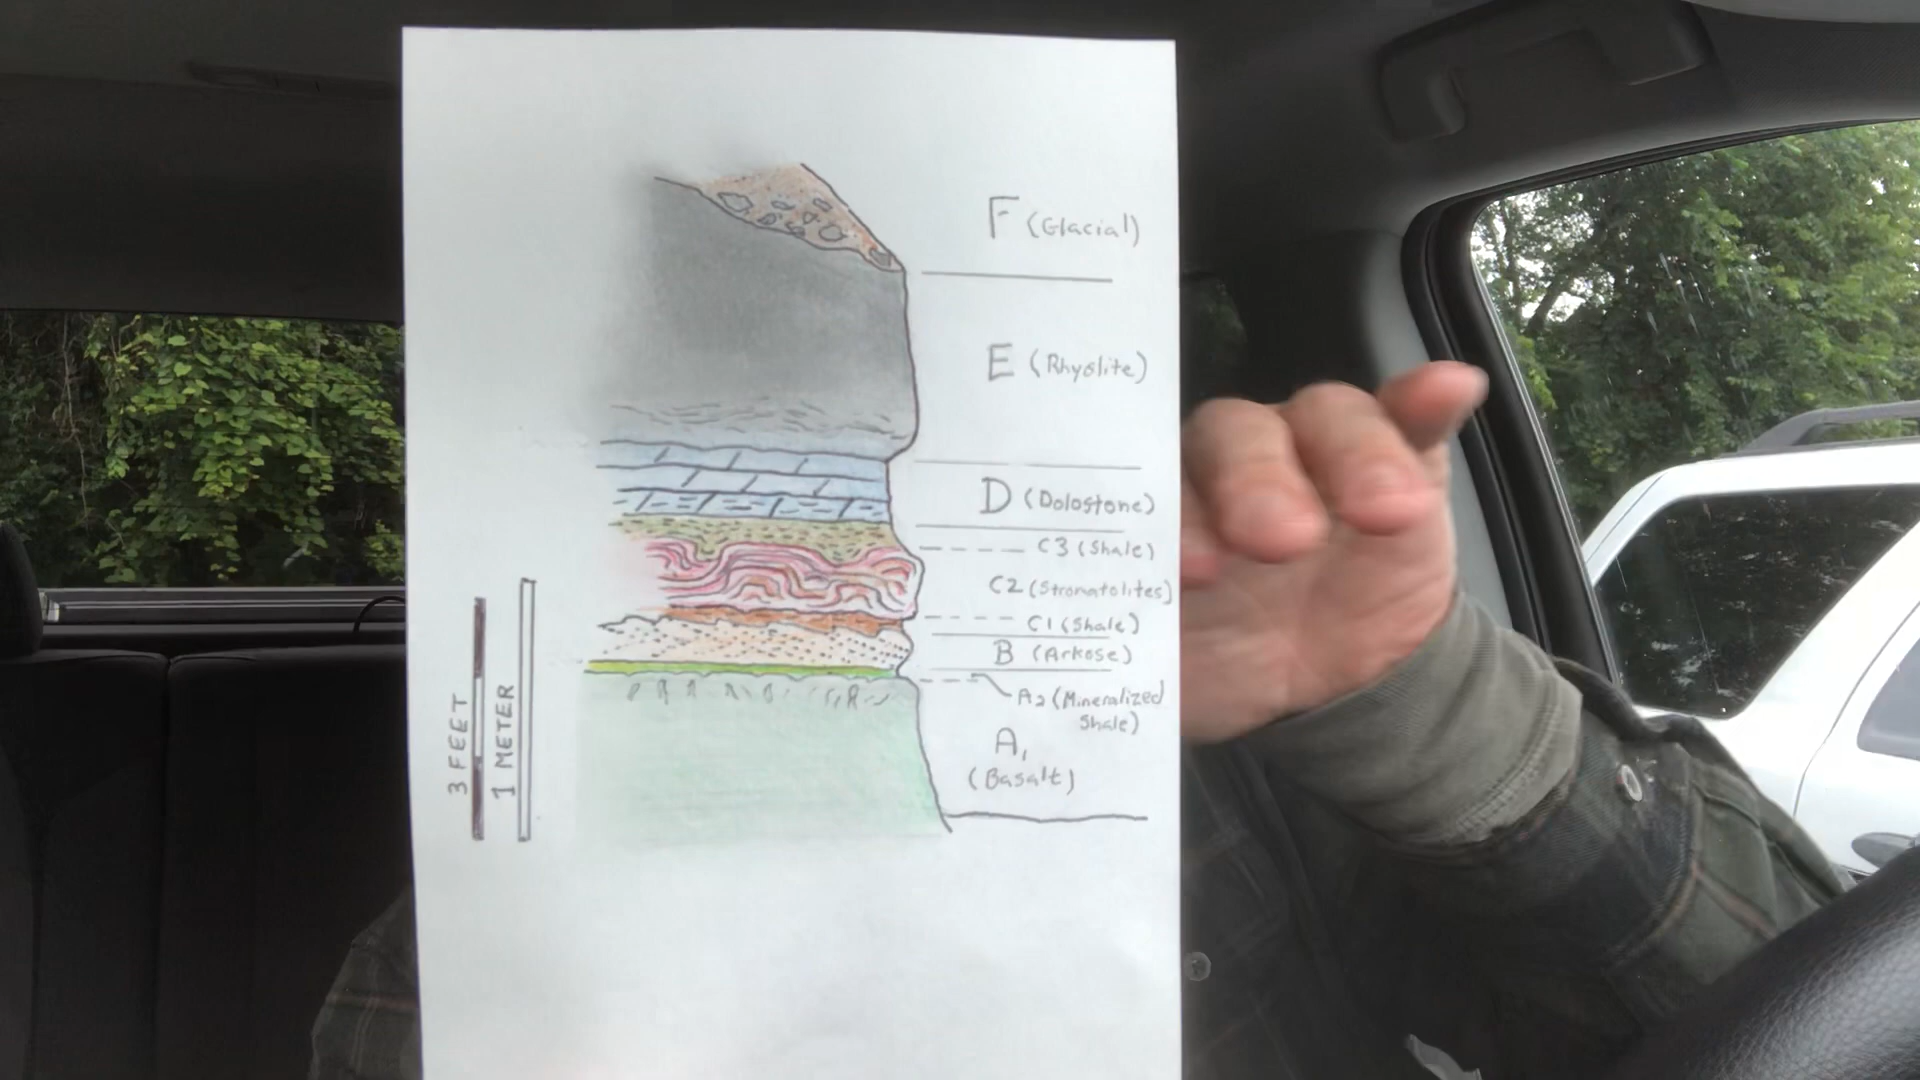 F (Glacial)
E (Rhyolite)
D (Dolostone)
C3 (Shale)
C2 (Stromatolites)
C1 (Shale)
B (Arkose)
A2 (Mineralized
Shale)
A1
(Basalt)
3 FEET
1 METER